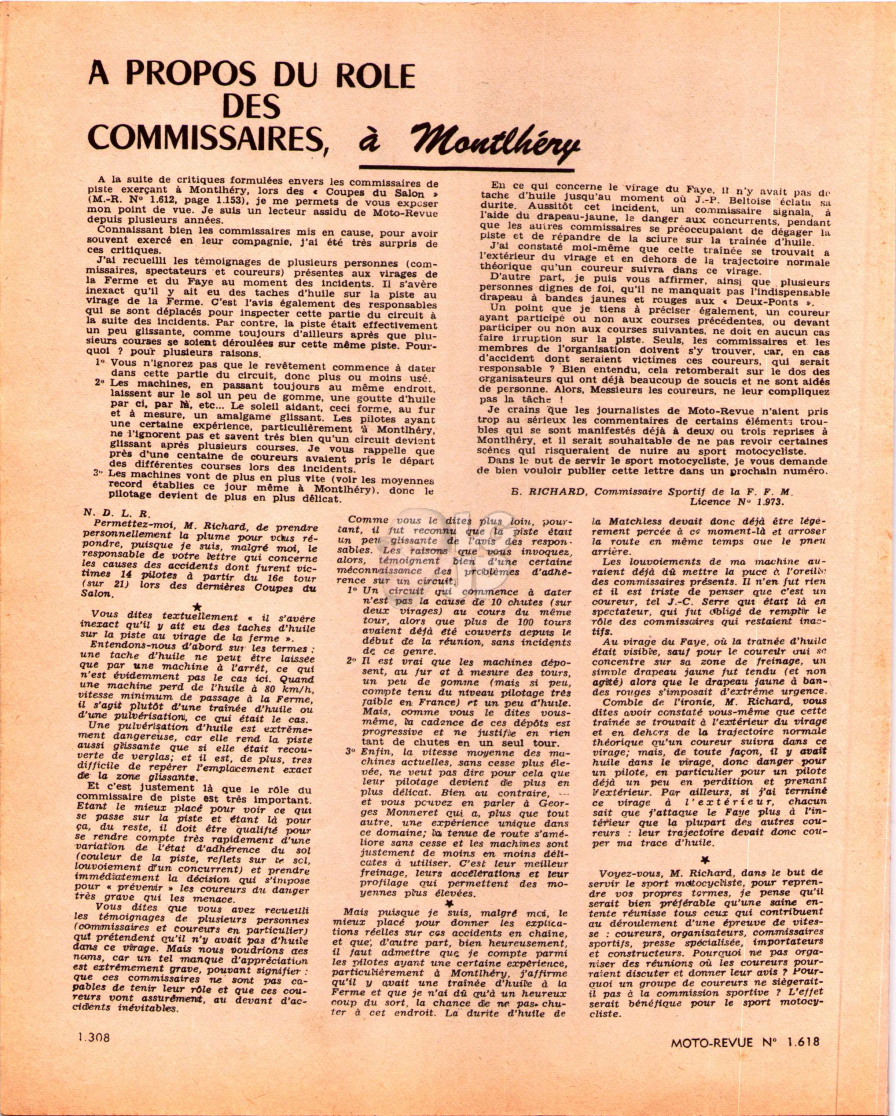 A PROPOS DU ROLE
DES
COMMISSAIRES, à Montlhéry
A la suite de critiques formulées envers les commissaires de
piste exerçant à Montlhéry, lors des « Coupes du Salon »
(M.-R. N° 1.612, page 1.153), je me permets de vous exposer
mon point de vue. Je suis un lecteur assidu de Moto-Revue
depuis plusieurs années.
Connaissant bien les commissaires mis en cause, pour avoir
souvent exercé en leur compagnie, j'ai été très surpris de
ces critiques.
J'ai recueilli les témoignages de plusieurs personnes (com-
missaires, spectateurs et coureurs) présentes aux virages de
la Ferme et du Faye au moment des incidents. Il s'avère
inexact qu'il y ait eu des taches d'huile sur la piste au
virage de la Ferme. C'est l'avis également des responsables
qui se sont déplacés pour inspecter cette partie du circuit à
la suite des incidents. Par contre, la piste était effectivement
un peu glissante, comme toujours d'ailleurs après que plu-
sieurs courses se soient déroulées sur cette même piste. Pour-
quoi ? pour plusieurs raisons.
1° Vous n'ignorez pas que le revêtement commence à dater
dans cette partie du circuit, donc plus ou moins usé.
2° Les machines, en passant toujours au même endroit,
laissent sur le sol un peu de gomme, une goutte d'huile
par ci, par là, etc... Le soleil aidant, ceci forme, au fur
et à mesure, un amalgame glissant. Les pilotes ayant
une certaine expérience, particulièrement à Montlhéry,
ne l'ignorent pas et savent très bien qu'un circuit devient
glissant après plusieurs courses. Je vous rappelle que
près d'une centaine de coureurs avaient pris le départ
des différentes courses lors des incidents.
3° Les machines vont de plus en plus vite (voir les moyennes
record établies ce jour même à Montlhéry), donc le
pilotage devient de plus en plus délicat.
En ce qui concerne le virage du Faye, il n'y avait pas de
tache d'huile jusqu'au moment où J.-P. Beltoise éclata sa
durite. Aussitôt cet incident, un commissaire signala, à
l'aide du drapeau-jaune, le danger aux concurrents, pendant
que les autres commissaires se préoccupaient de dégager la
piste et de répandre de la sciure sur la traînée d'huile.
J'ai constaté moi-même que cette traînée se trouvait à
l'extérieur du virage et en dehors de la trajectoire normale
théorique qu'un coureur suivra dans ce virage.
D'autre part, je puis vous affirmer, ainsi que plusieurs
personnes dignes de foi, qu'il ne manquait pas l'indispensable
drapeau à bandes jaunes et rouges aux « Deux-Ponts ».
Un point que je tiens à préciser également, un coureur
ayant participé ou non aux courses précédentes, ou devant
participer ou non aux courses suivantes, ne doit en aucun cas
faire irruption sur la piste. Seuls, les commissaires et les
membres de l'organisation doivent s'y trouver, car, en cas
d'accident dont seraient victimes ces coureurs, qui serait
responsable ? Bien entendu, cela retomberait sur le dos des
organisateurs qui ont déjà beaucoup de soucis et ne sont aidés
de personne. Alors, Messieurs les coureurs, ne leur compliquez
pas la tâche !
Je crains que les journalistes de Moto-Revue n'aient pris
trop au sérieux les commentaires de certains éléments trou-
bles qui se sont manifestés déjà à deux ou trois reprises à
Montlhéry, et il serait souhaitable de ne pas revoir certaines
scènes qui risqueraient de nuire au sport motocycliste.
Dans le but de servir le sport motocycliste, je vous demande
de bien vouloir publier cette lettre dans un prochain numéro.
B. RICHARD, Commissaire Sportif de la F. F. M.
Licence N° 1.973.
N. D. L. R.
Permettez-moi, M. Richard, de prendre
personnellement la plume pour vous ré-
pondre, puisque je suis, malgré moi, le
responsable de votre lettre qui concerne
les causes des accidents dont furent vic-
times 14 pilotes à partir du 16e tour
(sur 21) lors des dernières Coupes du
Salon.
Vous dites textuellement « il s'avère
inexact qu'il y ait eu des taches d'huile
sur la piste au virage de la ferme ».
Entendons-nous d'abord sur les termes :
une tache d'huile ne peut être laissée
que par une machine à l'arrêt, ce qui
n'est évidemment pas le cas ici. Quand
une machine perd de l'huile à 80 km/h,
vitesse minimum de passage à la Ferme,
il s'agit plutôt d'une traînée d'huile ou
d'une pulvérisation, ce qui était le cas.
Une pulvérisation d'huile est extrême-
ment dangereuse, car elle rend la piste
aussi glissante que si elle était recou-
verte de verglas; et il est, de plus, tres
difficile de repérer l'emplacement exact
de la zone glissante.
Et c'est justement là que le rôle du
commissaire de piste est très important.
Etant le mieux placé pour voir ce qui
se passe sur la piste et étant là pour
ça, du reste, il doit être qualifié pour
se rendre compte très rapidement d'une
variation de l'état d'adhérence du sol
(couleur de la piste, reflets sur le sol,
louvoiement d'un concurrent) et prendre
immédiatement la décision qui s'impose
pour « prévenir » les coureurs du danger
très grave qui les menace.
Vous dites que vous avez recueilli
les témoignages de plusieurs personnes
(commissaires et coureurs en particulier)
qui prétendent qu'il n'y avait pas d'huile
dans ce virage. Mais nous voudrions des
noms, car un tel manque d'appréciation
est extrêmement grave, pouvant signifier :
que ces commissaires ne sont pas ca-
pables de tenir leur rôle et que ces cou-
reurs vont assurément, au devant d'ac-
cidents inévitables.
Comme vous le dites plus loin, pour-
tant, il fut reconnu que la piste était
un peu glissante de l'avis des respon-
sables. Les raisons que vous invoquez,
alors, témoignent bien d'une certaine
méconnaissance des problèmes d'adhé-
rence sur un circuit.
1° Un circuit qui commence à dater
n'est pas la cause de 10 chutes (sur
deux virages) au cours du même
tour, alors que plus de 100 tours
avaient déjà été couverts depuis le
début de la réunion, sans incidents
de ce genre.
2° Il est vrai que les machines dépo-
sent, au fur et à mesure des tours,
un peu de gomme (mais si peu,
compte tenu du niveau pilotage très
faible en France) et un peu d'huile.
Mais, comme vous le dites vous-
même, la cadence de ces dépôts est
progressive et ne justifie en rien
tant de chutes en un seul tour.
3° Enfin, la vitesse moyenne des ma-
chines actuelles, sans cesse plus éle-
vée, ne veut pas dire pour cela que
leur pilotage devient de plus en
plus délicat. Bien au contraire, ...
et vous pouvez en parler à Geor-
ges Monneret qui a, plus que tout
autre, une expérience unique dans
ce domaine; la tenue de route s'amé-
liore sans cesse et les machines sont
justement de moins en moins déli-
cates à utiliser. C'est leur meilleur
freinage, leurs accélérations et leur
profilage qui permettent des mo-
yennes plus élevées.
Mais puisque je suis, malgré moi, le
mieux placé pour donner les explica-
tions réelles sur ces accidents en chaîne,
et que, d'autre part, bien heureusement,
il faut admettre que je compte parmi
les pilotes ayant une certaine expérience,
particulièrement à Montlhéry, j'affirme
qu'il y avait une traînée d'huile à la
Ferme et que je n'ai dû qu'à un heureux
coup du sort, la chance de ne pas chu-
ter à cet endroit. La durite d'huile de
la Matchless devait donc déjà être légè-
rement percée à ce moment-là et arroser
la route en même temps que le pneu
arrière.
Les louvoiements de ma machine au-
raient déjà dû mettre la puce à l'oreille
des commissaires présents. Il n'en fut rien
et il est triste de penser que c'est un
coureur, tel J.-C. Serre qui était là en
spectateur, qui fut obligé de remplir le
rôle des commissaires qui restaient inac-
tifs.
Au virage du Faye, où la traînée d'huile
était visible, sauf pour le coureur qui se
concentre sur sa zone de freinage, un
simple drapeau jaune fut tendu (et non
agité) alors que le drapeau jaune à ban-
des rouges s'imposait d'extrême urgence.
Comble de l'ironie, M. Richard, vous
dites avoir constaté vous-même que cette
traînée se trouvait à l'extérieur du virage
et en dehors de la trajectoire normale
théorique qu'un coureur suivra dans ce
virage; mais, de toute façon, il y avait
huile dans le virage, donc danger pour
un pilote, en particulier pour un pilote
déjà un peu en perdition et prenant
l'extérieur. Par ailleurs, si j'ai terminé
ce virage à l'extérieur, chacun
sait que j'attaque le Faye plus à l'in-
térieur que la plupart des autres cou-
reurs : leur trajectoire devait donc cou-
per ma trace d'huile.
Voyez-vous, M. Richard, dans le but de
servir le sport motocycliste, pour repren-
dre vos propres termes, je pense qu'il
serait bien préférable qu'une saine en-
tente réunisse tous ceux qui contribuent
au déroulement d'une épreuve de vites-
se : coureurs, organisateurs, commissaires
sportifs, presse spécialisée, importateurs
et constructeurs. Pourquoi ne pas orga-
niser des réunions où les coureurs pour-
raient discuter et donner leur avis ? Pour-
quoi un groupe de coureurs ne siégerait-
il pas à la commission sportive ? L'effet
serait bénéfique pour le sport motocy-
cliste.
1.308
MOTO-REVUE N° 1.618